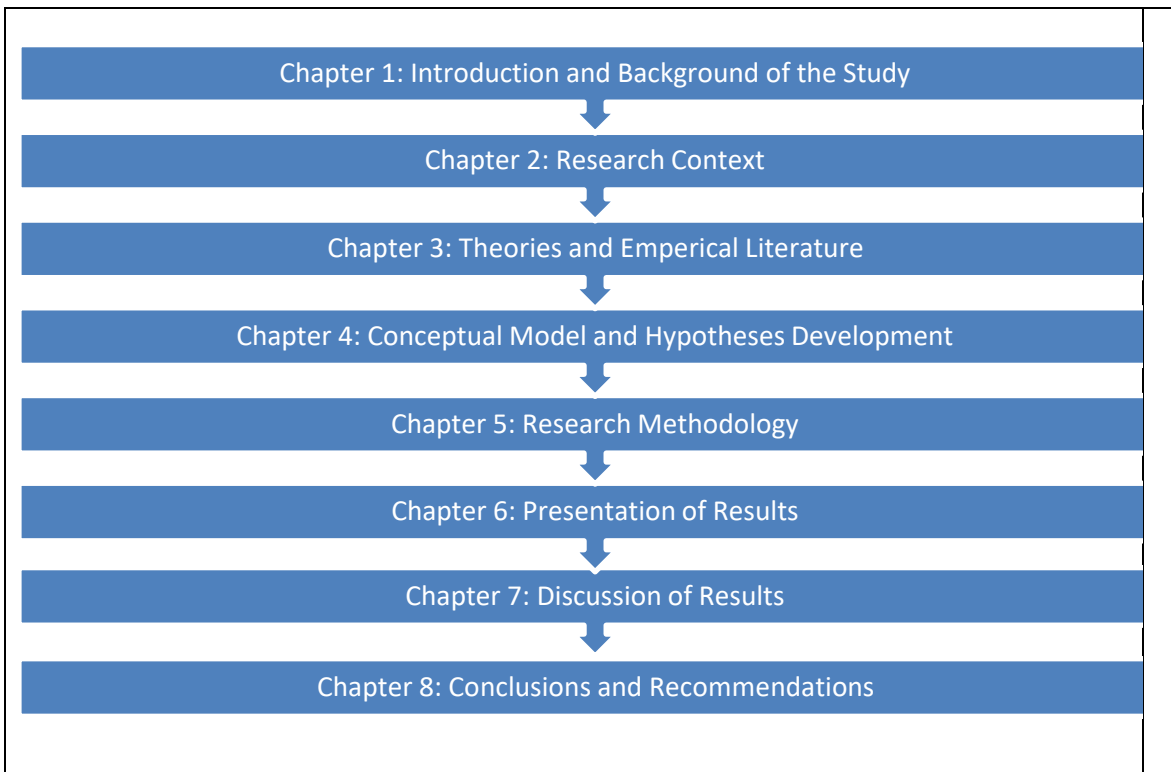 Chapter 1: Introduction and Background of the Study
Chapter 2: Research Context
Chapter 3: Theories and Emperical Literature
Chapter 4: Conceptual Model and Hypotheses Development
Chapter 5: Research Methodology
Chapter 6: Presentation of Results
Chapter 7: Discussion of Results
Chapter 8: Conclusions and Recommendations